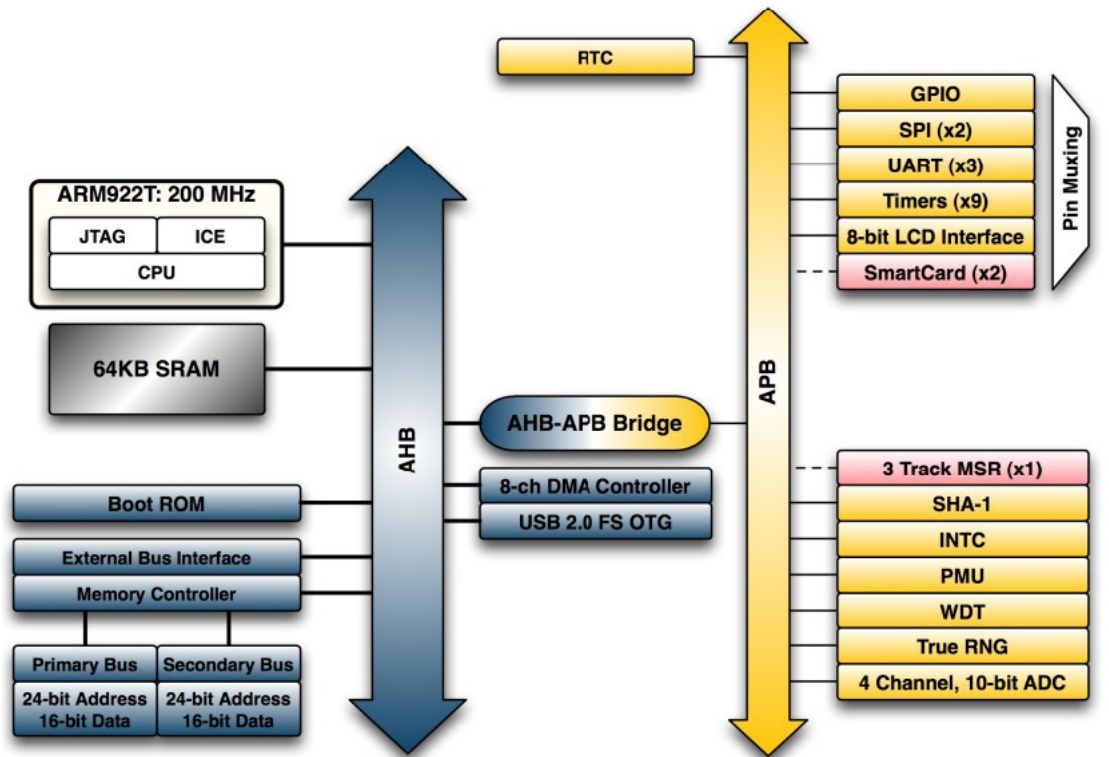 RTC
GPIO
SPI (x2)
UART (x3)
Timers (x9)
8-bit LCD Interface
SmartCard (x2)
Pin Muxing
ARM922T: 200 MHz
JTAG
ICE
CPU
64KB SRAM
AHB
AHB-APB Bridge
APB
8-ch DMA Controller
USB 2.0 FS OTG
Boot ROM
External Bus Interface
Memory Controller
Primary Bus
Secondary Bus
24-bit Address
16-bit Data
24-bit Address
16-bit Data
3 Track MSR (x1)
SHA-1
INTC
PMU
WDT
True RNG
4 Channel, 10-bit ADC